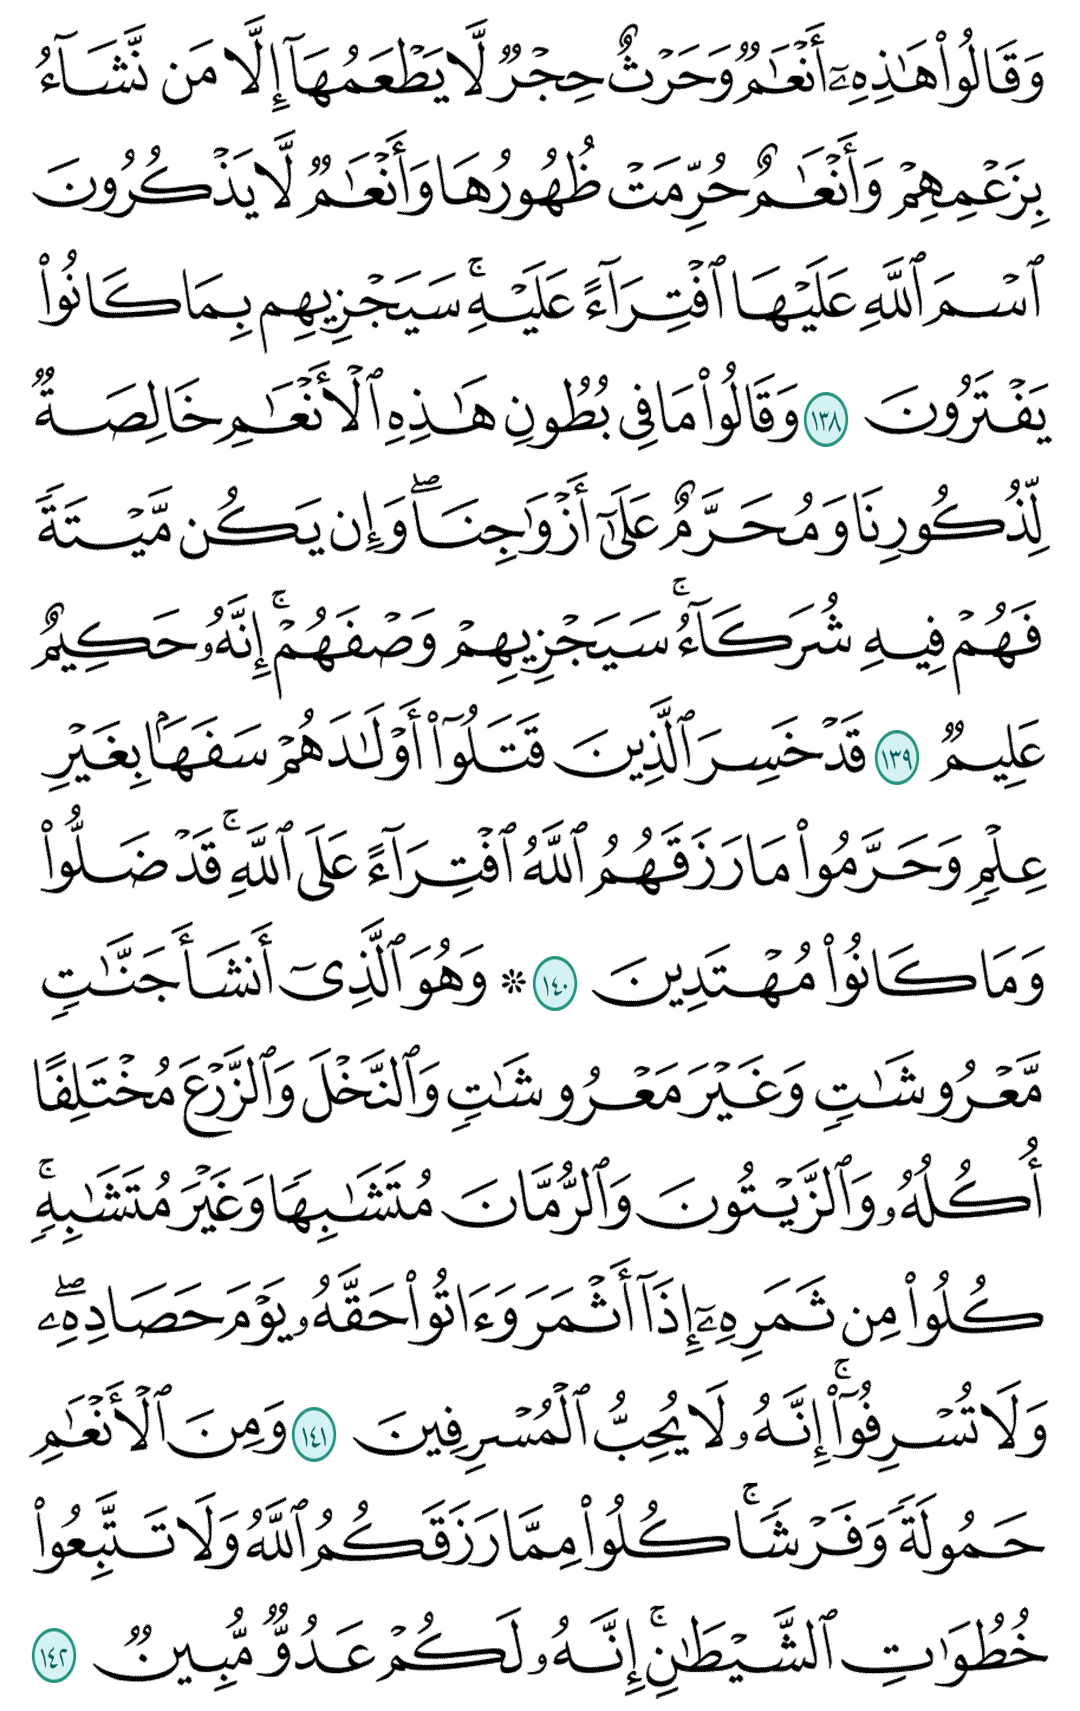 وَقَالُوا۟ هَـٰذِهِۦٓ أَنْعَـٰمٌ وَحَرْثٌ حِجْرٌ لَّا يَطْعَمُهَآ إِلَّا مَن نَّشَآءُ
بِزَعْمِهِمْ وَأَنْعَـٰمٌ حُرِّمَتْ ظُهُورُهَا وَأَنْعَـٰمٌ لَّا يَذْكُرُونَ
ٱسْمَ ٱللَّهِ عَلَيْهَا ٱفْتِرَآءً عَلَيْهِ ۚ سَيَجْزِيهِم بِمَا كَانُوا۟
يَفْتَرُونَ ١٣٨ وَقَالُوا۟ مَا فِى بُطُونِ هَـٰذِهِ ٱلْأَنْعَـٰمِ خَالِصَةٌ
لِّذُكُورِنَا وَمُحَرَّمٌ عَلَىٰٓ أَزْوَٰجِنَا ۖ وَإِن يَكُن مَّيْتَةً
فَهُمْ فِيهِ شُرَكَآءُ ۚ سَيَجْزِيهِمْ وَصْفَهُمْ ۚ إِنَّهُۥ حَكِيمٌ
عَلِيمٌ ١٣٩ قَدْ خَسِرَ ٱلَّذِينَ قَتَلُوٓا۟ أَوْلَـٰدَهُمْ سَفَهًۢا بِغَيْرِ
عِلْمٍ وَحَرَّمُوا۟ مَا رَزَقَهُمُ ٱللَّهُ ٱفْتِرَآءً عَلَى ٱللَّهِ ۚ قَدْ ضَلُّوا۟
وَمَا كَانُوا۟ مُهْتَدِينَ ١٤٠ ۞ وَهُوَ ٱلَّذِىٓ أَنشَأَ جَنَّـٰتٍ
مَّعْرُوشَـٰتٍ وَغَيْرَ مَعْرُوشَـٰتٍ وَٱلنَّخْلَ وَٱلزَّرْعَ مُخْتَلِفًا
أُكُلُهُۥ وَٱلزَّيْتُونَ وَٱلرُّمَّانَ مُتَشَـٰبِهًا وَغَيْرَ مُتَشَـٰبِهٍ ۚ
كُلُوا۟ مِن ثَمَرِهِۦٓ إِذَآ أَثْمَرَ وَءَاتُوا۟ حَقَّهُۥ يَوْمَ حَصَادِهِۦ ۖ
وَلَا تُسْرِفُوٓا۟ ۚ إِنَّهُۥ لَا يُحِبُّ ٱلْمُسْرِفِينَ ١٤١ وَمِنَ ٱلْأَنْعَـٰمِ
حَمُولَةً وَفَرْشًا ۚ كُلُوا۟ مِمَّا رَزَقَكُمُ ٱللَّهُ وَلَا تَتَّبِعُوا۟
خُطُوَٰتِ ٱلشَّيْطَـٰنِ ۚ إِنَّهُۥ لَكُمْ عَدُوٌّ مُّبِينٌ ١٤٢